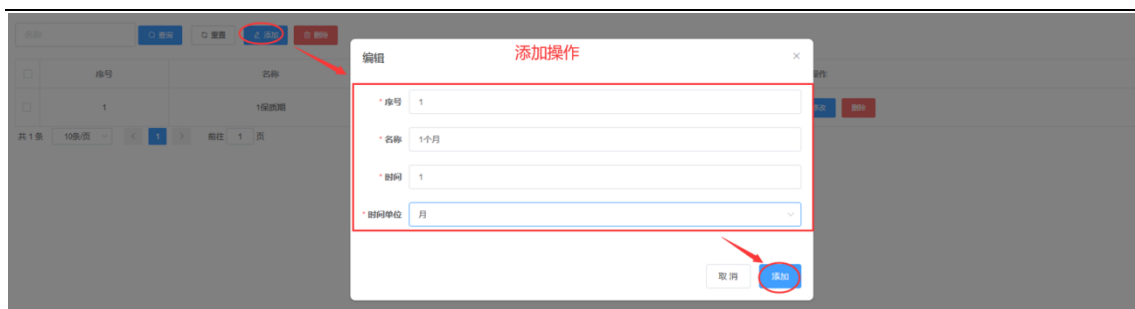 名称 查询 重置 添加 删除
编辑 添加操作
序号 名称 操作
* 序号 1
1 1保质期 修改 删除
* 名称 1个月
共 1 条 10条/页 1 前往 1 页
* 时间 1
* 时间单位 月
取 消 添加